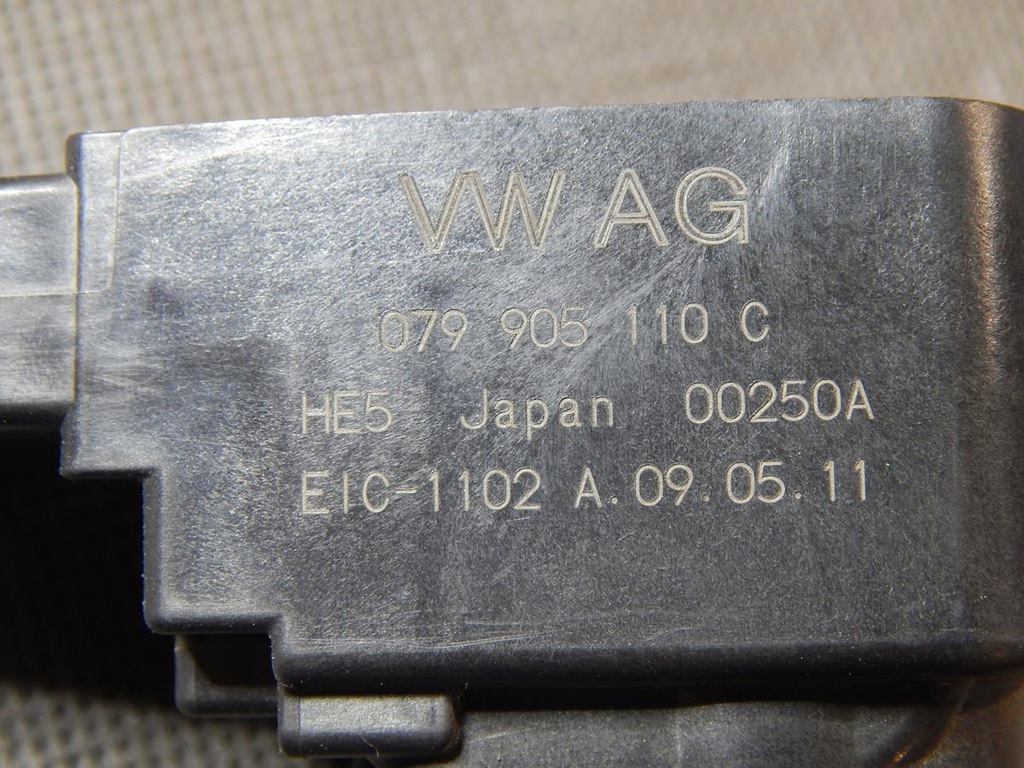 VW AG
079 905 110 C
HE5 Japan 00250A
EIC-1102 A.09.05.11